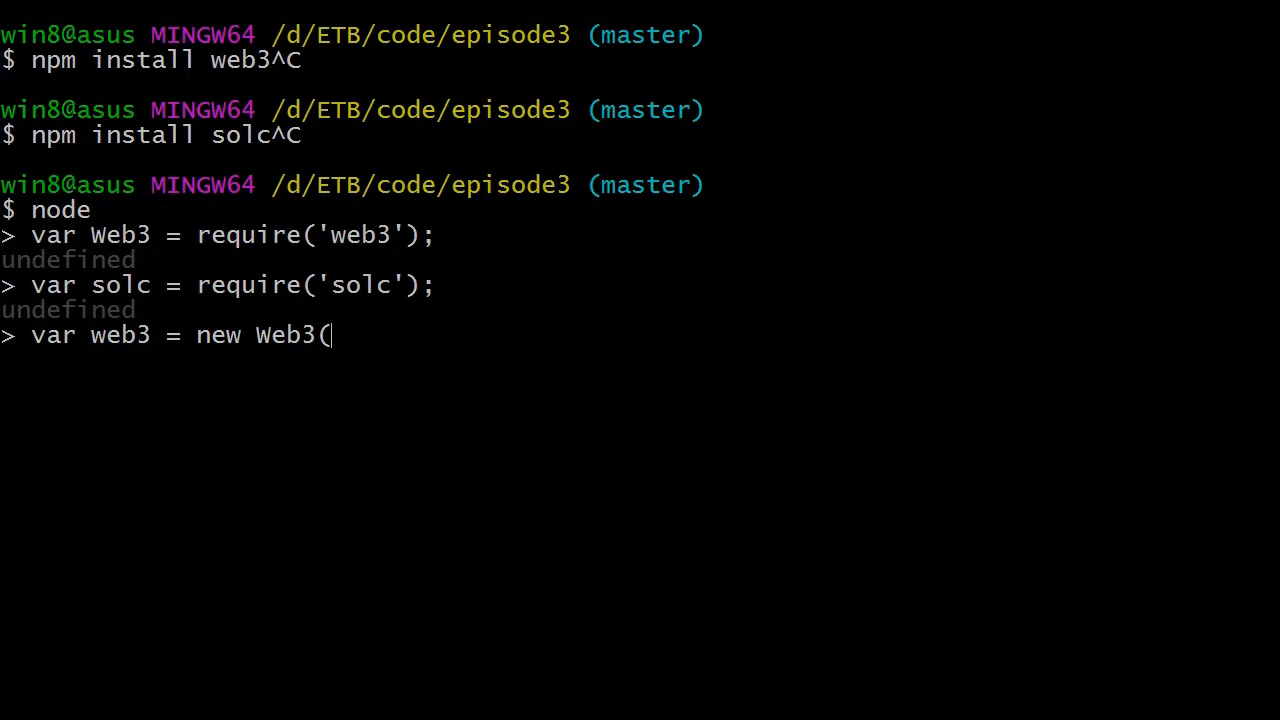 win8@asus MINGW64 /d/ETB/code/episode3 (master)
$ npm install web3^C
win8@asus MINGW64 /d/ETB/code/episode3 (master)
$ npm install solc^C
win8@asus MINGW64 /d/ETB/code/episode3 (master)
$ node
> var Web3 = require('web3');
undefined
> var solc = require('solc');
undefined
> var web3 = new Web3(